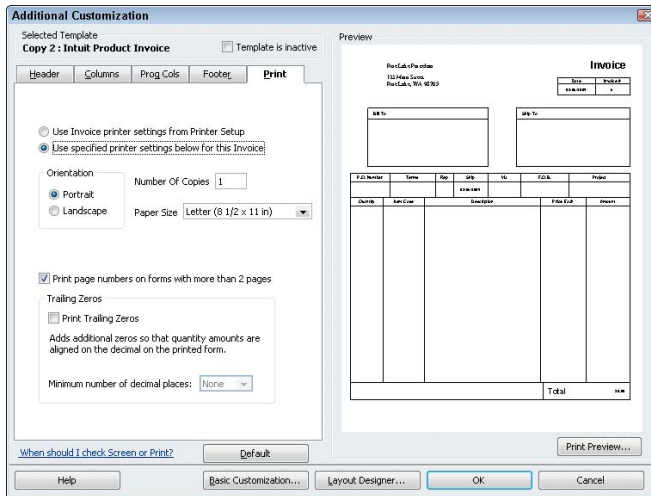 Additional Customization
Selected Template
Copy 2 : Intuit Product Invoice
Template is inactive
Header
Columns
Prog Cols
Footer
Print
Use Invoice printer settings from Printer Setup
Use specified printer settings below for this Invoice
Orientation
Portrait
Landscape
Number Of Copies 1
Paper Size Letter (8 1/2 x 11 in)
Print page numbers on forms with more than 2 pages
Trailing Zeros
Print Trailing Zeros
Adds additional zeros so that quantity amounts are
aligned on the decimal on the printed form.
Minimum number of decimal places: None
When should I check Screen or Print?
Default
Preview
Invoice
Date
Invoice #
Bill To
Ship To
P.O. Number
Terms
Rep
Ship
Via
F.O.B.
Project
Quantity
Item Code
Description
Price Each
Amount
Total
Print Preview...
Help
Basic Customization...
Layout Designer...
OK
Cancel